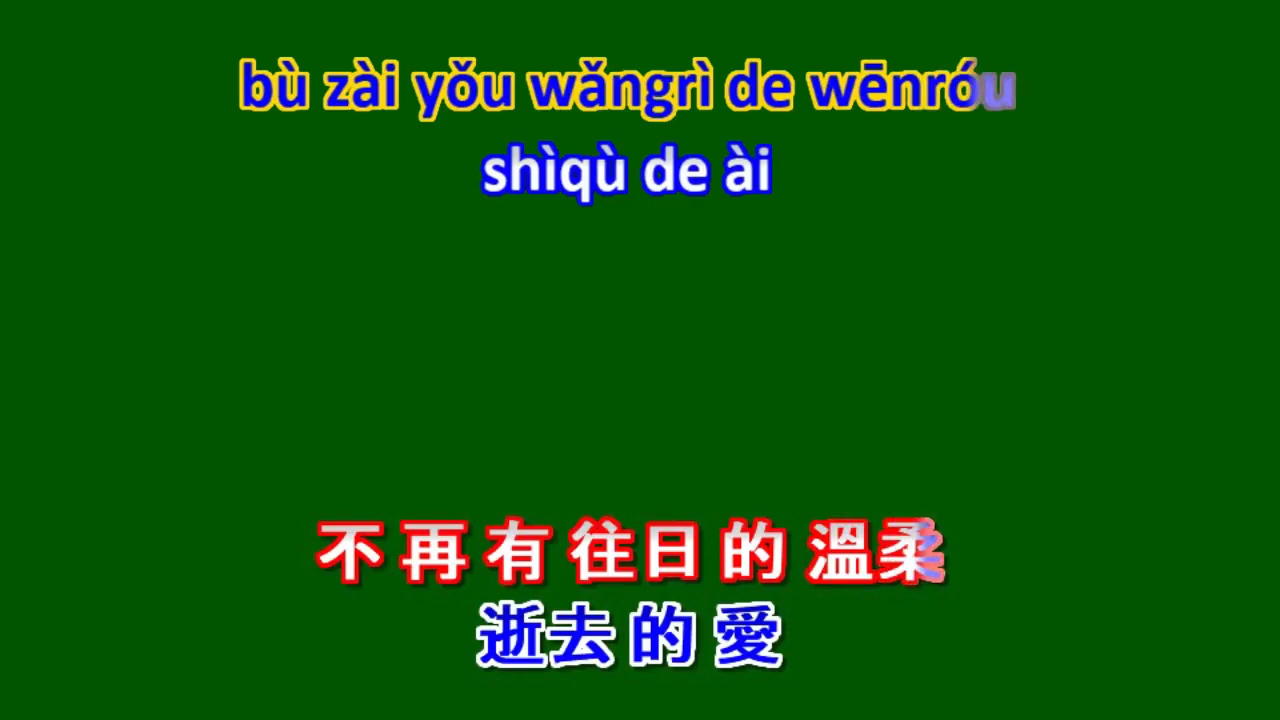 bù zài yǒu wǎngrì de wēnróu
shìqù de ài
不 再 有 往日 的 溫柔
逝去 的 愛